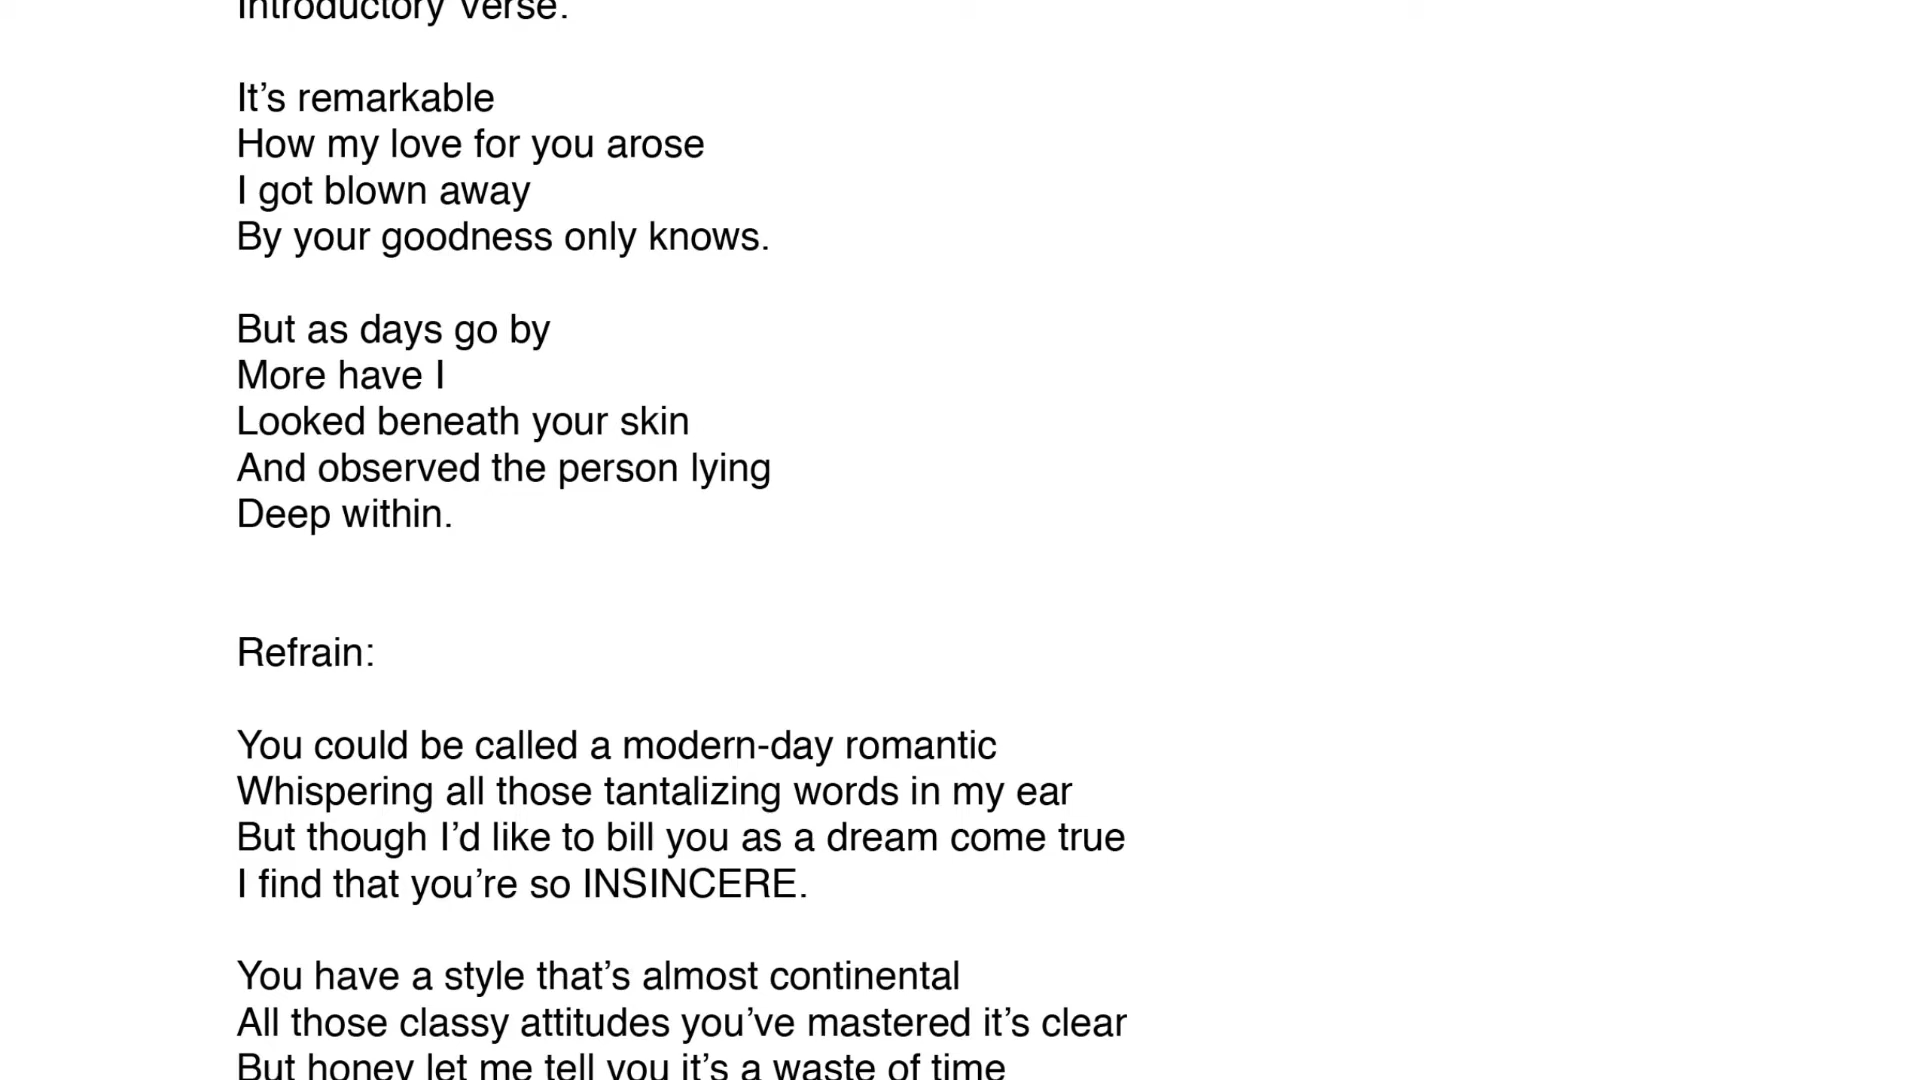 Introductory Verse:
It’s remarkable
How my love for you arose
I got blown away
By your goodness only knows.
But as days go by
More have I
Looked beneath your skin
And observed the person lying
Deep within.
Refrain:
You could be called a modern-day romantic
Whispering all those tantalizing words in my ear
But though I’d like to bill you as a dream come true
I find that you’re so INSINCERE.
You have a style that’s almost continental
All those classy attitudes you’ve mastered it’s clear
But honey let me tell you it’s a waste of time